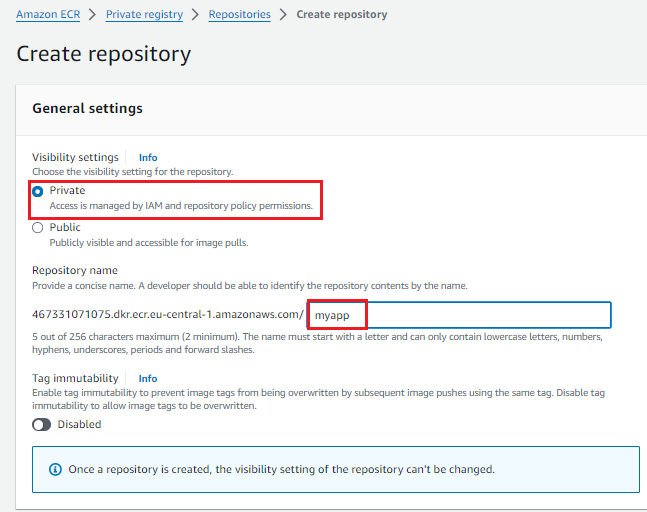 Amazon ECR > Private registry > Repositories > Create repository
Create repository
General settings
Visibility settings Info
Choose the visibility setting for the repository.
Private
Access is managed by IAM and repository policy permissions.
Public
Publicly visible and accessible for image pulls.
Repository name
Provide a concise name. A developer should be able to identify the repository contents by the name.
467331071075.dkr.ecr.eu-central-1.amazonaws.com/ myapp
5 out of 256 characters maximum (2 minimum). The name must start with a letter and can only contain lowercase letters, numbers,
hyphens, underscores, periods and forward slashes.
Tag immutability Info
Enable tag immutability to prevent image tags from being overwritten by subsequent image pushes using the same tag. Disable tag
immutability to allow image tags to be overwritten.
Disabled
Once a repository is created, the visibility setting of the repository can't be changed.